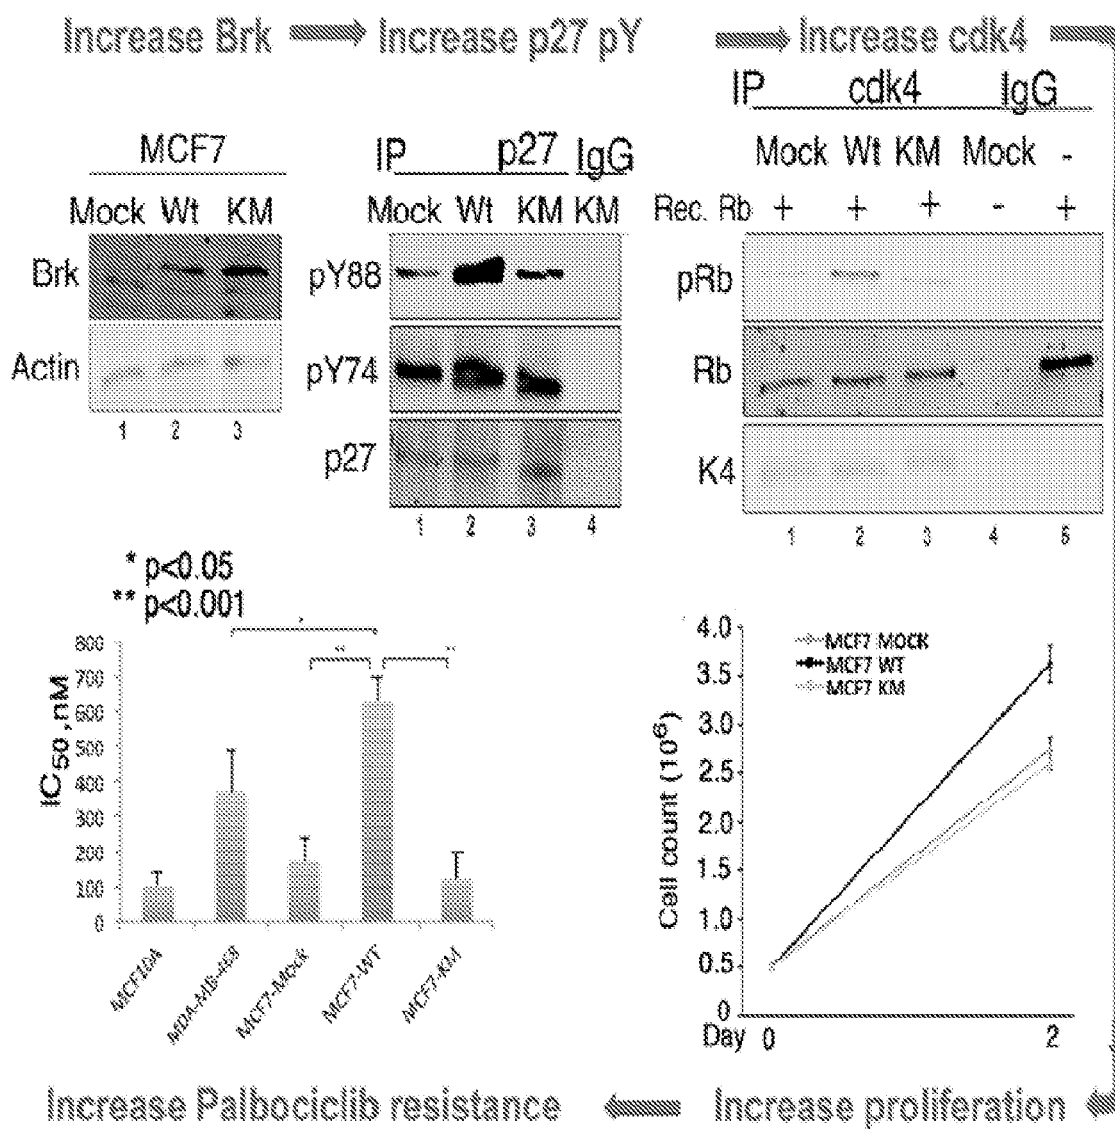 Increase Brk
Increase p27 pY
Increase cdk4
MCF7
Mock Wt KM
Brk
Actin
1 2 3
IP p27 IgG
Mock Wt KM KM
pY88
pY74
p27
1 2 3 4
IP cdk4 IgG
Mock Wt KM Mock -
Rec. Rb + + + - +
pRb
Rb
K4
1 2 3 4 5
* p<0.05
** p<0.001
IC50, nM
800
700
600
500
400
300
200
100
0
*
**
**
MCF10A
MDA-MB-468
MCF7-Mock
MCF7-WT
MCF7-KM
MCF7 MOCK
MCF7 WT
MCF7 KM
Cell count (10⁶)
4.0
3.5
3.0
2.5
2.0
1.5
1.0
0.5
0
Day 0 2
Increase Palbociclib resistance
Increase proliferation